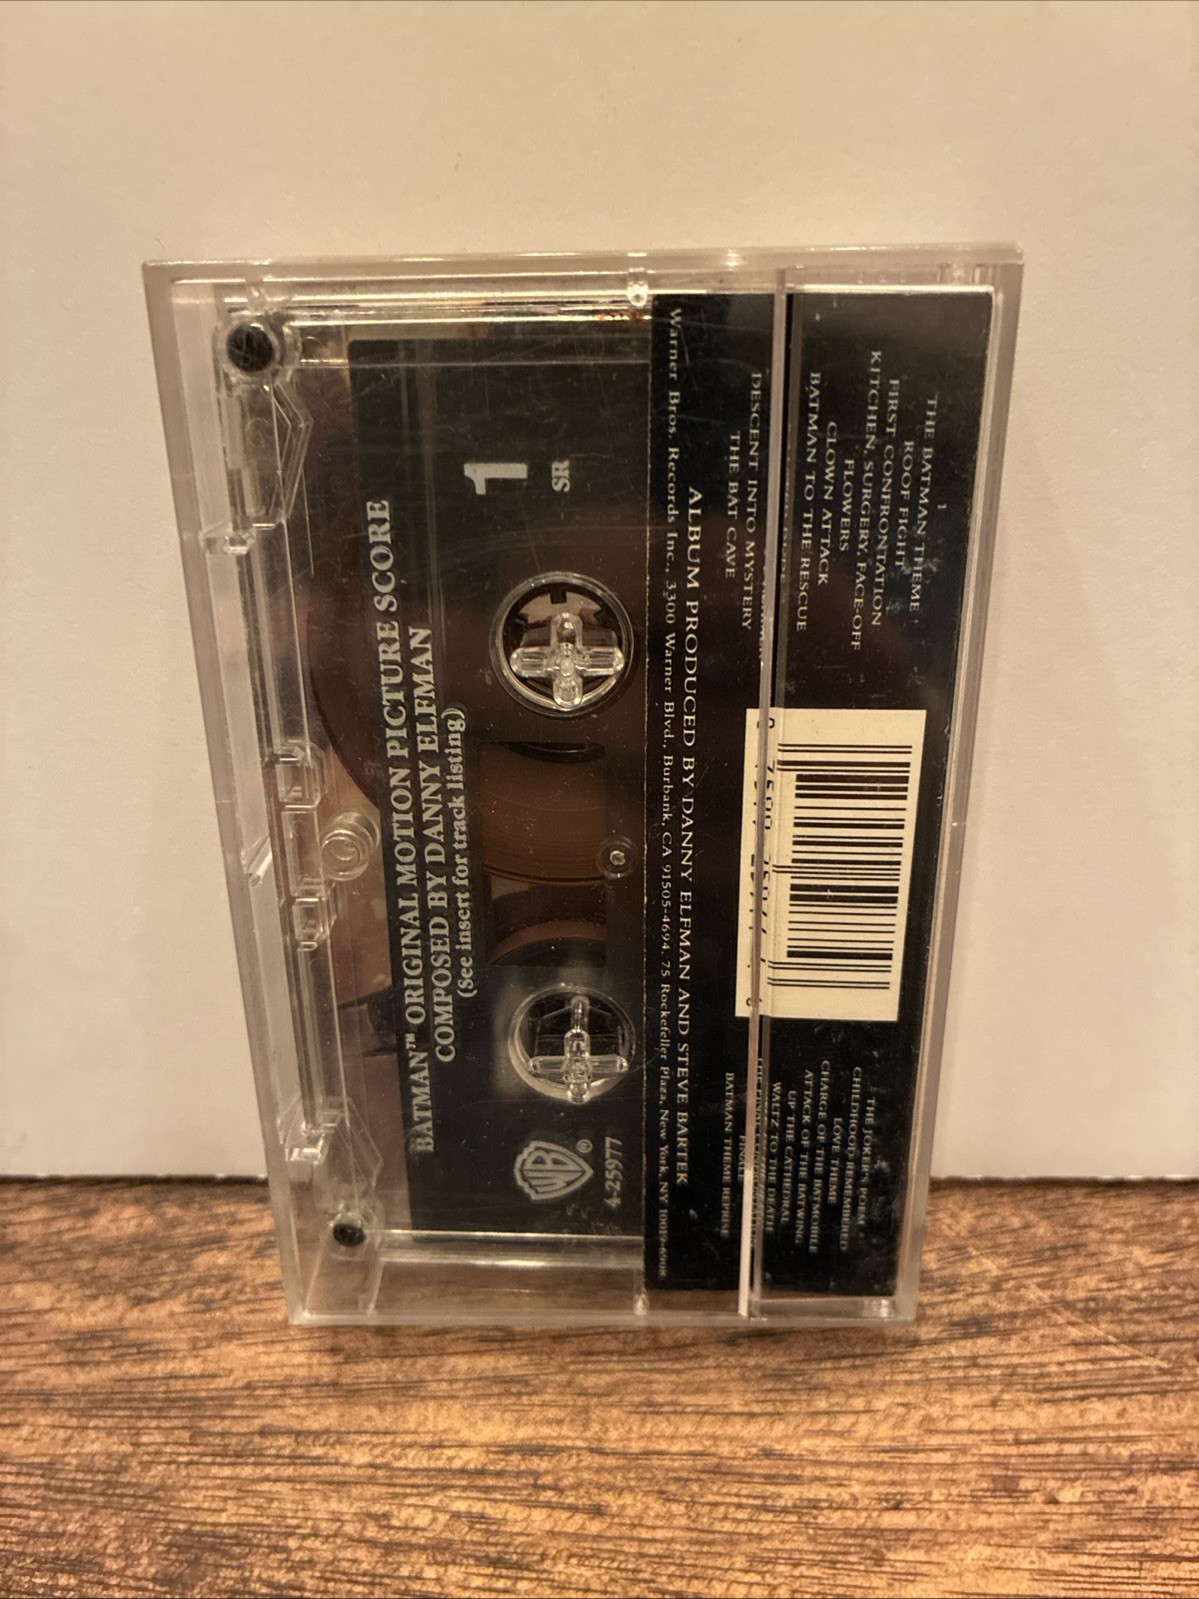 1
THE BATMAN THEME
ROOF FIGHT
FIRST CONFRONTATION
KITCHEN, SURGERY, FACE-OFF
FLOWERS
CLOWN ATTACK
BATMAN TO THE RESCUE
DESCENT INTO MYSTERY
THE BAT CAVE
THE JOKER'S POEM
CHILDHOOD REMEMBERED
LOVE THEME
CHARGE OF THE BATMOBILE
ATTACK OF THE BATWING
UP THE CATHEDRAL
WALTZ TO THE DEATH
THE FINAL CONFRONTATION
FINALE
BATMAN THEME REPRISE
ALBUM PRODUCED BY DANNY ELFMAN AND STEVE BARTEK
Warner Bros. Records Inc., 3300 Warner Blvd., Burbank, CA 91505-4694. 75 Rockefeller Plaza, New York, NY 10019-6908
1
SR
BATMAN™ ORIGINAL MOTION PICTURE SCORE
COMPOSED BY DANNY ELFMAN
(See insert for track listing)
WB®
4-25977